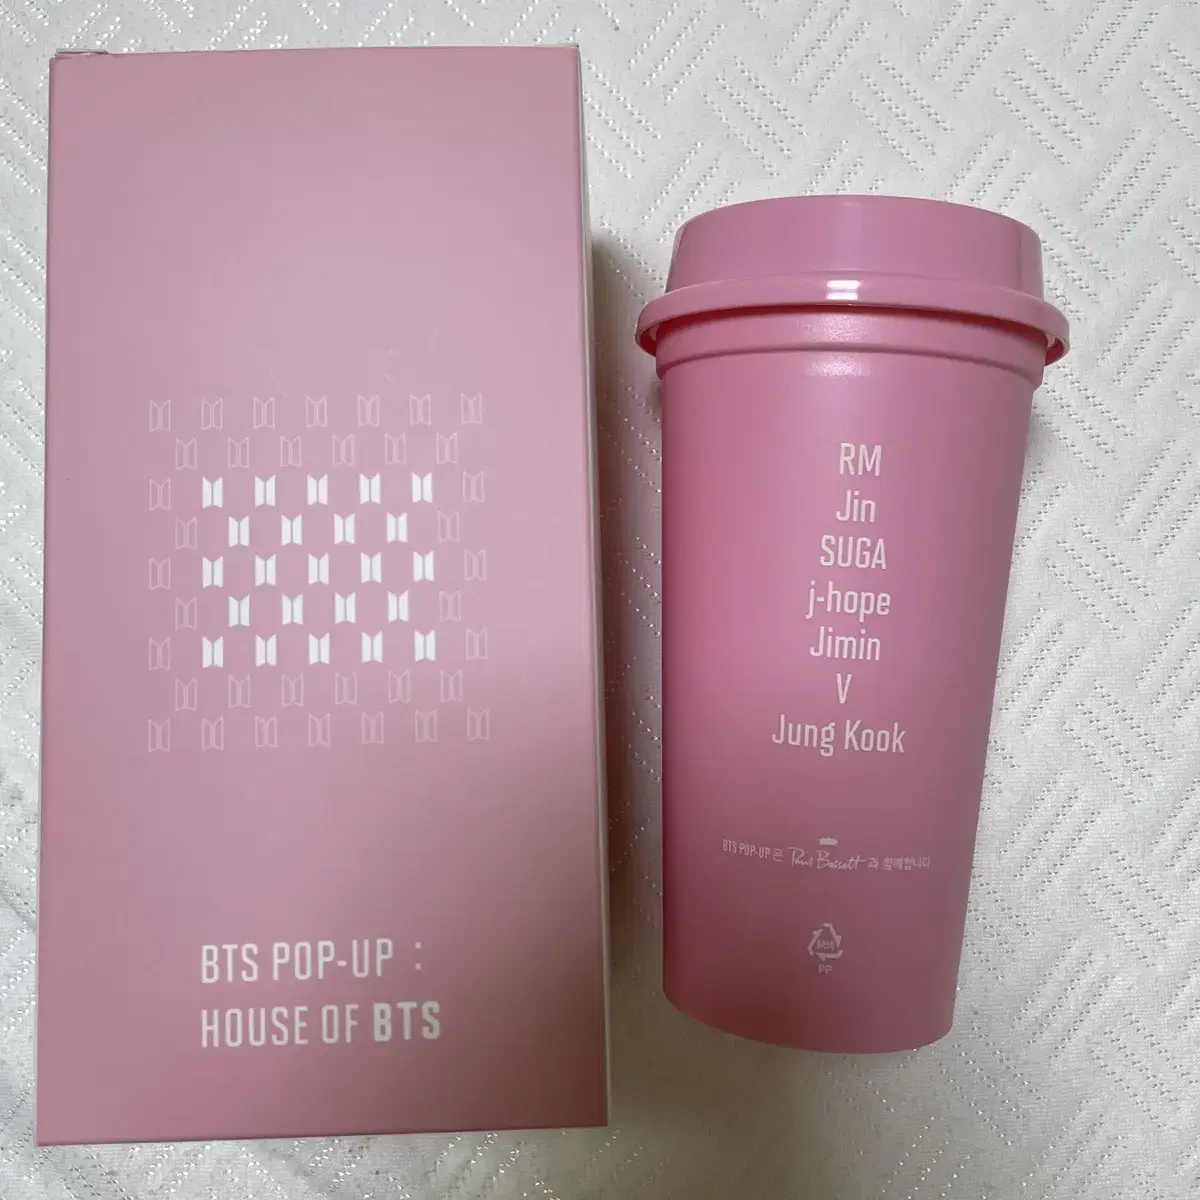 BTS POP-UP :
HOUSE OF BTS
RM
Jin
SUGA
j-hope
Jimin
V
Jung Kook
BTS POP-UP 은 Paul Bassett 과 함께합니다
PP